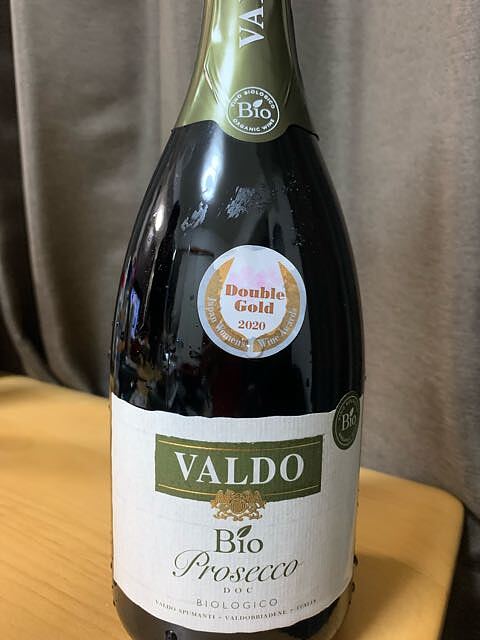 VA
VINO BIOLOGICO
Bio
ORGANIC WINE
Double
Gold
2020
Japan Women's Wine Awards
Bio
VALDO
Bio
Prosecco
DOC
BIOLOGICO
VALDO SPUMANTI - VALDOBBIADENE - ITALIA